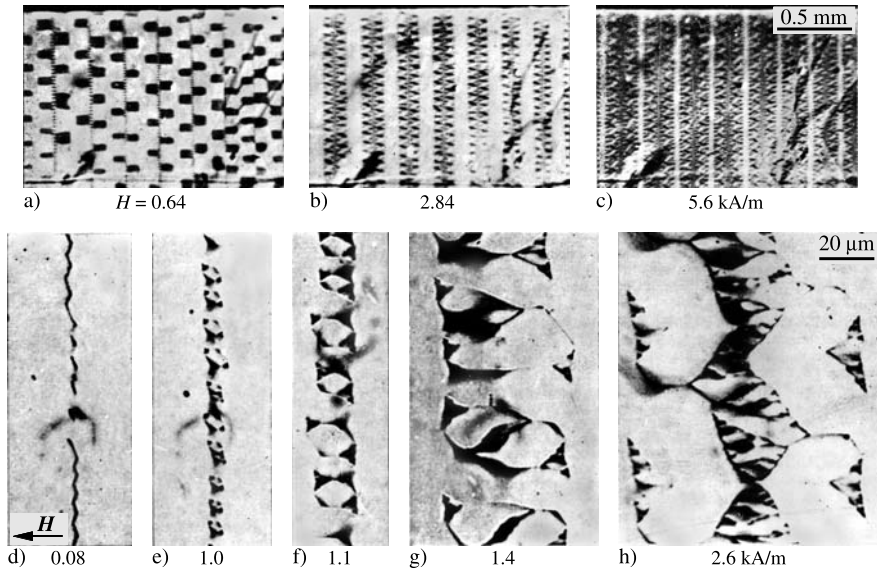 0.5 mm
a) H = 0.64 b) 2.84 c) 5.6 kA/m
20 µm
H
d) 0.08 e) 1.0 f) 1.1 g) 1.4 h) 2.6 kA/m